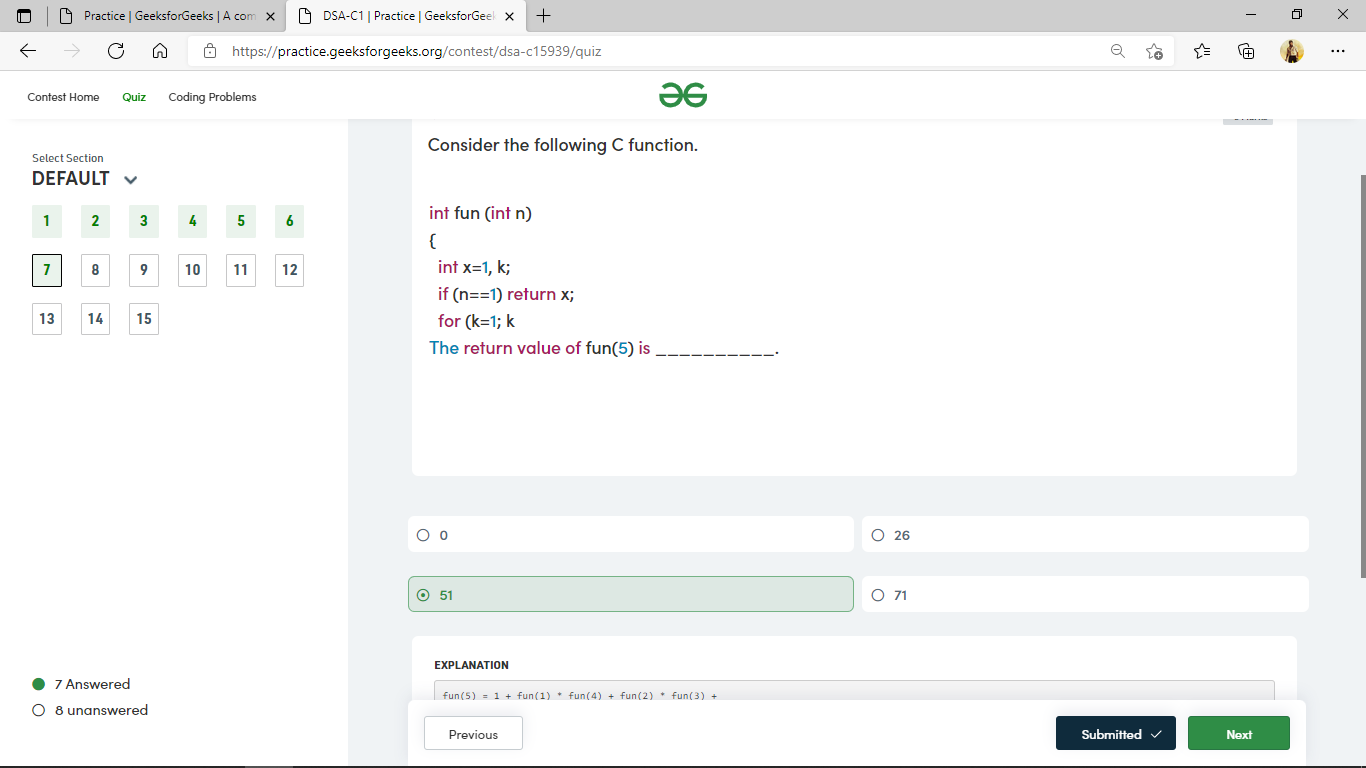 Practice | GeeksforGeeks | A com
DSA-C1 | Practice | GeeksforGeek
https://practice.geeksforgeeks.org/contest/dsa-c15939/quiz
Contest Home Quiz Coding Problems
Select Section
DEFAULT
1 2 3 4 5 6
7 8 9 10 11 12
13 14 15
7 Answered
8 unanswered
Consider the following C function.
int fun (int n)
{
int x=1, k;
if (n==1) return x;
for (k=1; k
The return value of fun(5) is __________.
0
26
51
71
EXPLANATION
fun(5) = 1 + fun(1) * fun(4) + fun(2) * fun(3) +
Previous
Submitted
Next